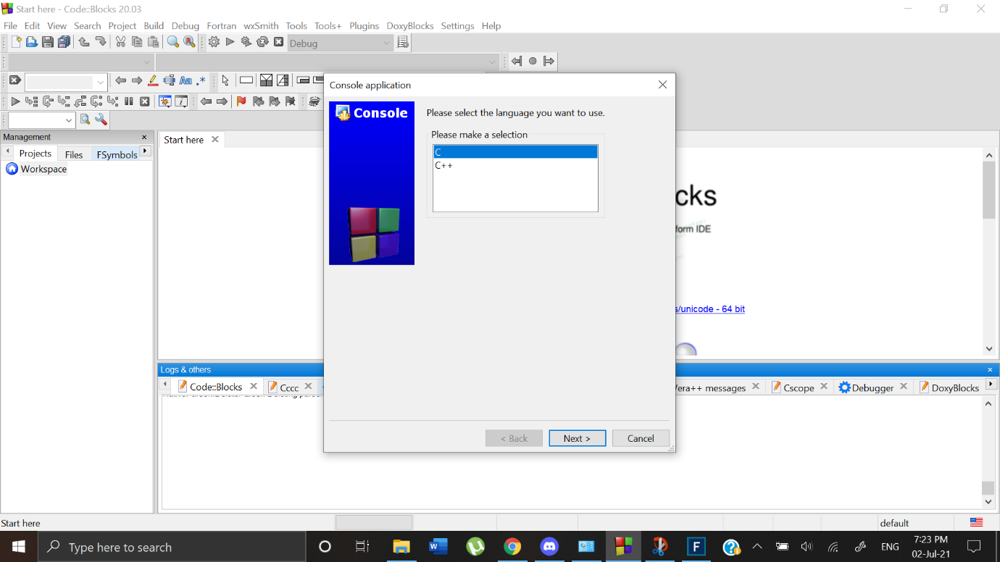 Start here - Code::Blocks 20.03
File Edit View Search Project Build Debug Fortran wxSmith Tools Tools+ Plugins DoxyBlocks Settings Help
Debug
Aa .*
Console application
Console
Please select the language you want to use.
Please make a selection
C
C++
< Back Next > Cancel
Management
Projects Files FSymbols
Workspace
Start here
cks
form IDE
s/unicode - 64 bit
Logs & others
Code::Blocks Cccc Vera++ messages Cscope Debugger DoxyBlocks
Start here default
Type here to search ENG 7:23 PM
02-Jul-21